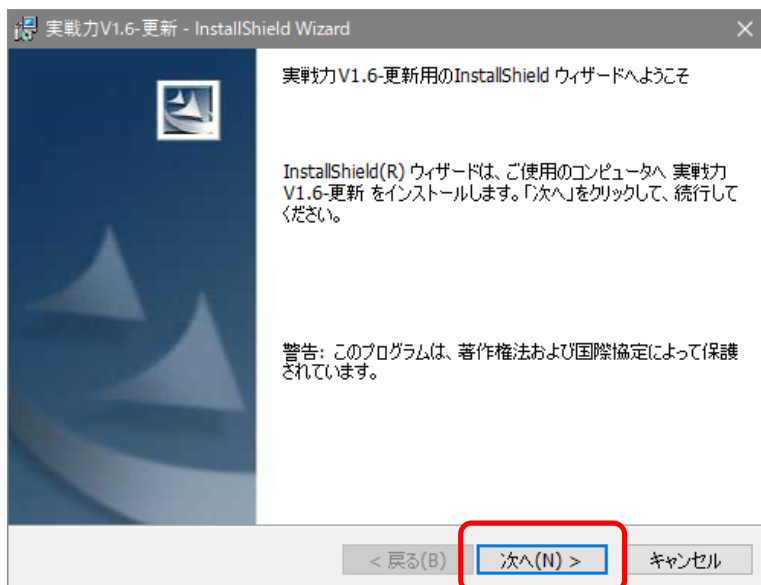 実戦力V1.6-更新 - InstallShield Wizard
実戦力V1.6-更新用のInstallShield ウィザードへようこそ
InstallShield(R) ウィザードは、ご使用のコンピュータへ 実戦力
V1.6-更新 をインストールします。「次へ」をクリックして、続行して
ください。
警告: このプログラムは、著作権法および国際協定によって保護
されています。
< 戻る(B)
次へ(N) >
キャンセル